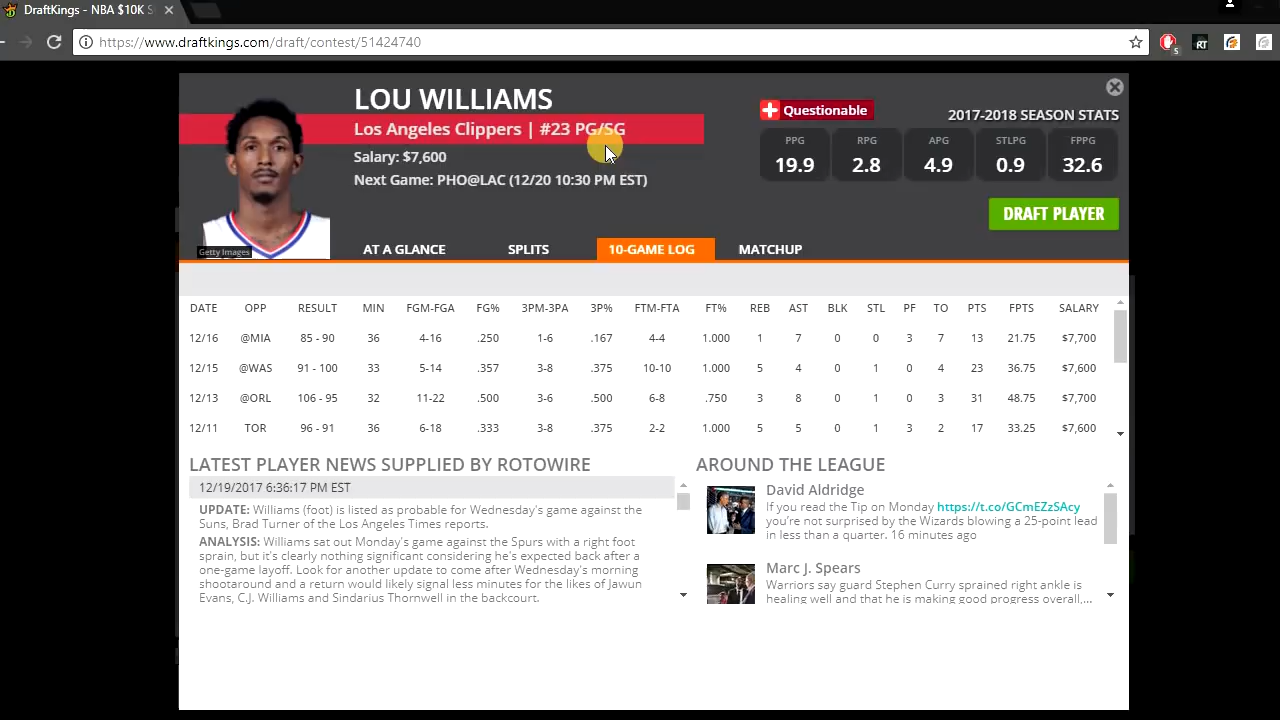 DraftKings - NBA $10K S
https://www.draftkings.com/draft/contest/51424740
5
RT
LOU WILLIAMS
Los Angeles Clippers | #23 PG/SG
Salary: $7,600
Next Game: PHO@LAC (12/20 10:30 PM EST)
Questionable
2017-2018 SEASON STATS
PPG RPG APG STLPG FPPG
19.9 2.8 4.9 0.9 32.6
DRAFT PLAYER
Getty Images
AT A GLANCE SPLITS 10-GAME LOG MATCHUP
DATE OPP RESULT MIN FGM-FGA FG% 3PM-3PA 3P% FTM-FTA FT% REB AST BLK STL PF TO PTS FPTS SALARY
12/16 @MIA 85 - 90 36 4-16 .250 1-6 .167 4-4 1.000 1 7 0 0 3 7 13 21.75 $7,700
12/15 @WAS 91 - 100 33 5-14 .357 3-8 .375 10-10 1.000 5 4 0 1 0 4 23 36.75 $7,600
12/13 @ORL 106 - 95 32 11-22 .500 3-6 .500 6-8 .750 3 8 0 1 0 3 31 48.75 $7,700
12/11 TOR 96 - 91 36 6-18 .333 3-8 .375 2-2 1.000 5 5 0 1 3 2 17 33.25 $7,600
LATEST PLAYER NEWS SUPPLIED BY ROTOWIRE
12/19/2017 6:36:17 PM EST
UPDATE: Williams (foot) is listed as probable for Wednesday's game against the
Suns, Brad Turner of the Los Angeles Times reports.
ANALYSIS: Williams sat out Monday's game against the Spurs with a right foot
sprain, but it's clearly nothing significant considering he's expected back after a
one-game layoff. Look for another update to come after Wednesday's morning
shootaround and a return would likely signal less minutes for the likes of Jawun
Evans, C.J. Williams and Sindarius Thornwell in the backcourt.
AROUND THE LEAGUE
David Aldridge
If you read the Tip on Monday https://t.co/GCmEZzSAcy
you're not surprised by the Wizards blowing a 25-point lead
in less than a quarter. 16 minutes ago
Marc J. Spears
Warriors say guard Stephen Curry sprained right ankle is
healing well and that he is making good progress overall,...